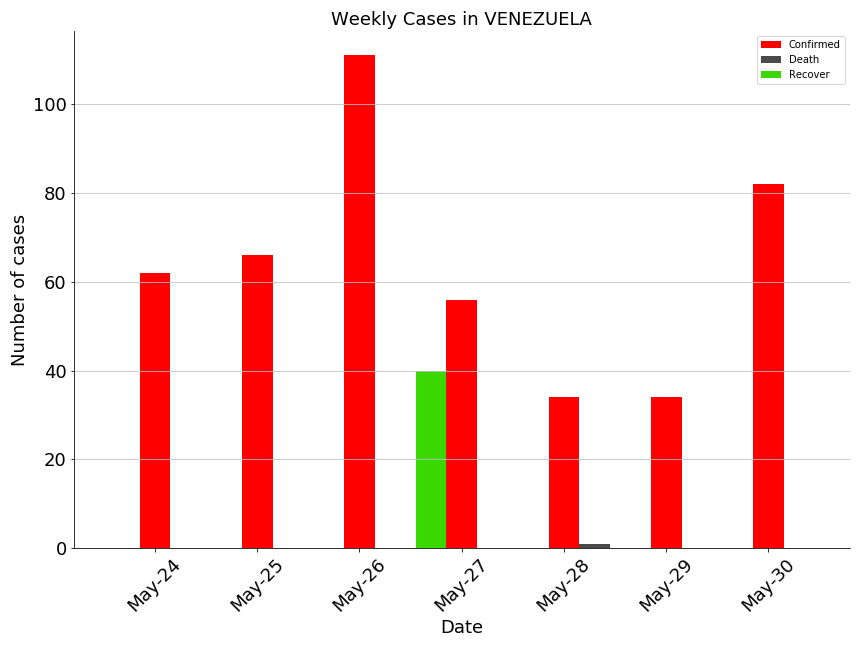 Weekly Cases in VENEZUELA
Confirmed
Death
Recover
Number of cases
100
80
60
40
20
0
May-24
May-25
May-26
May-27
May-28
May-29
May-30
Date